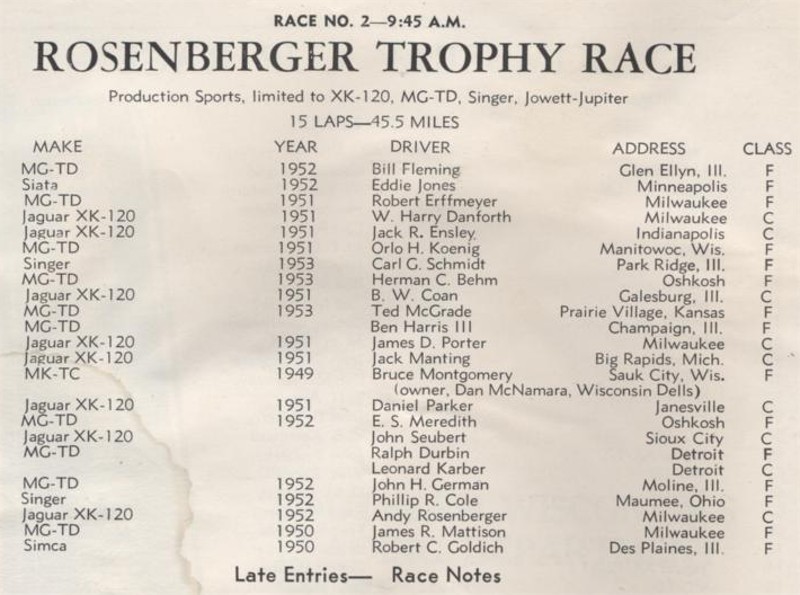 RACE NO. 2—9:45 A.M.
ROSENBERGER TROPHY RACE
Production Sports, limited to XK-120, MG-TD, Singer, Jowett-Jupiter
15 LAPS—45.5 MILES
MAKE YEAR DRIVER ADDRESS CLASS
MG-TD 1952 Bill Fleming Glen Ellyn, Ill. F
Siata 1952 Eddie Jones Minneapolis F
MG-TD 1951 Robert Erffmeyer Milwaukee F
Jaguar XK-120 1951 W. Harry Danforth Milwaukee C
Jaguar XK-120 1951 Jack R. Ensley Indianapolis C
MG-TD 1951 Orlo H. Koenig Manitowoc, Wis. F
Singer 1953 Carl G. Schmidt Park Ridge, Ill. F
MG-TD 1953 Herman C. Behm Oshkosh F
Jaguar XK-120 1951 B. W. Coan Galesburg, Ill. C
MG-TD 1953 Ted McGrade Prairie Village, Kansas F
MG-TD Ben Harris III Champaign, Ill. F
Jaguar XK-120 1951 James D. Porter Milwaukee C
Jaguar XK-120 1951 Jack Manting Big Rapids, Mich. C
MK-TC 1949 Bruce Montgomery Sauk City, Wis. F
(owner, Dan McNamara, Wisconsin Dells)
Jaguar XK-120 1951 Daniel Parker Janesville C
MG-TD 1952 E. S. Meredith Oshkosh F
Jaguar XK-120 John Seubert Sioux City C
MG-TD Ralph Durbin Detroit F
Leonard Karber Detroit C
MG-TD 1952 John H. German Moline, Ill. F
Singer 1952 Phillip R. Cole Maumee, Ohio F
Jaguar XK-120 1952 Andy Rosenberger Milwaukee C
MG-TD 1950 James R. Mattison Milwaukee F
Simca 1950 Robert C. Goldich Des Plaines, Ill. F
Late Entries— Race Notes